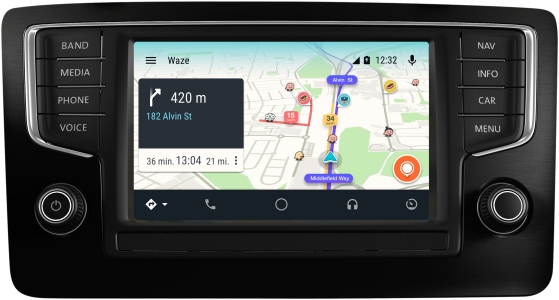 BAND
MEDIA
PHONE
VOICE
Waze
12:32
420 m
182 Alvin St
36 min. 13:04 21 mi.
Alvin St
15
34
Middlefield Way
NAV
INFO
CAR
MENU